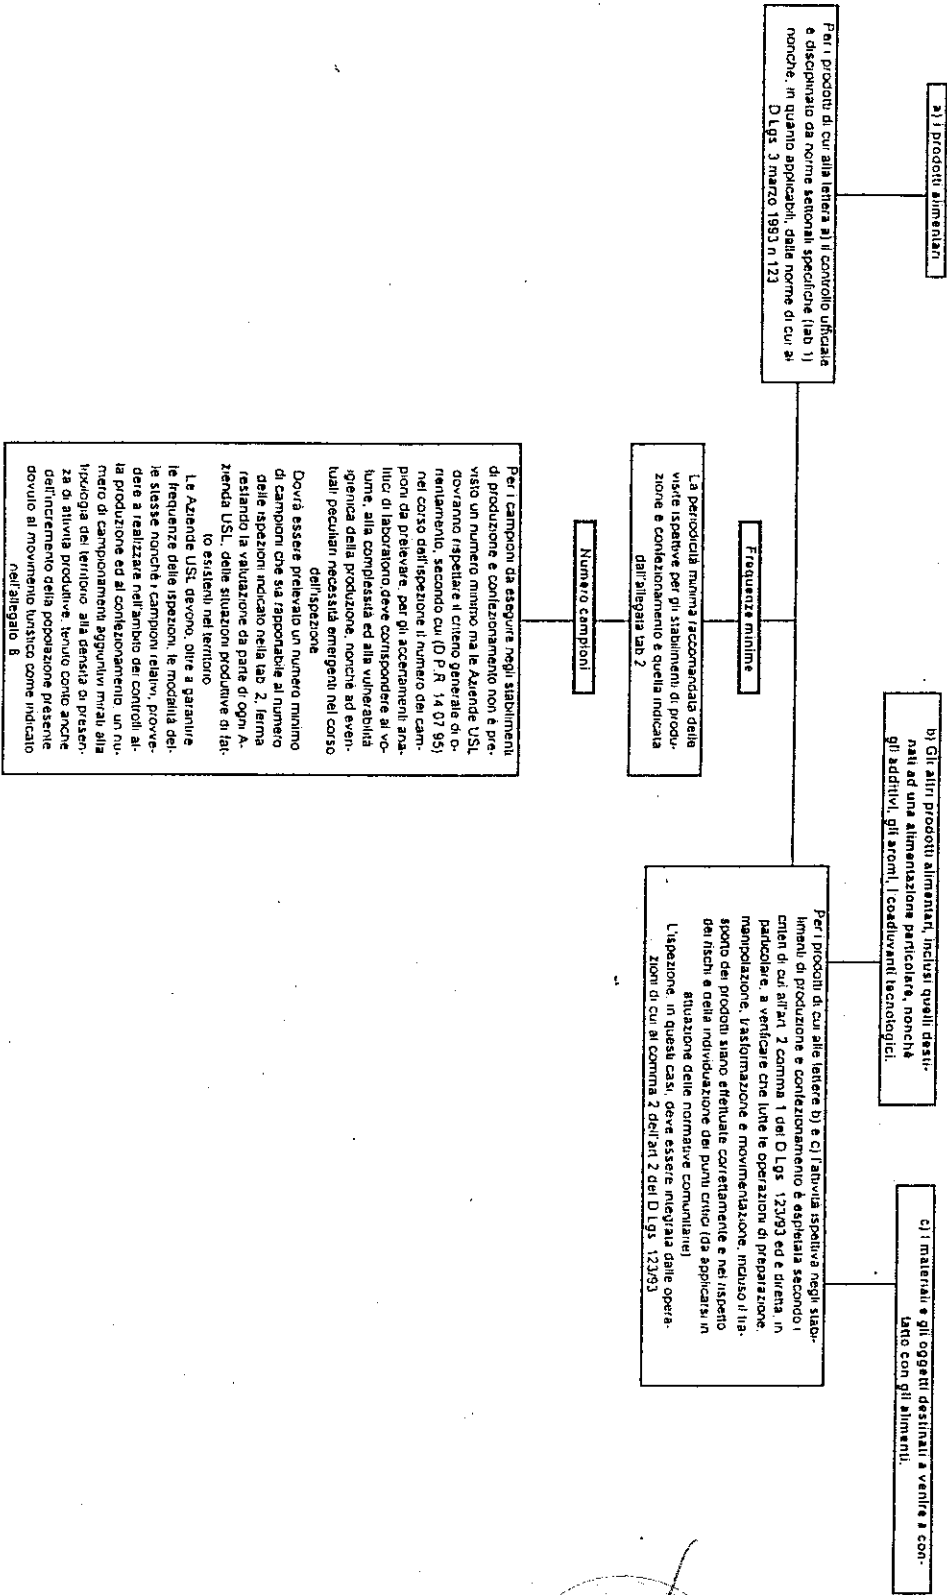 a) I prodotti alimentari
b) Gli altri prodotti alimentari, inclusi quelli desti-
nati ad una alimentazione particolare, nonchè
gli additivi, gli aromi, i coadiuvanti tecnologici.
c) I materiali e gli oggetti destinati a venire a con-
tatto con gli alimenti.
Per i prodotti di cui alla lettera a) il controllo ufficiale
è disciplinato da norme settoriali specifiche (tab 1)
nonchè, in quanto applicabili, dalle norme di cui al
D Lgs 3 marzo 1993 n 123
Per i prodotti di cui alle lettere b) e c) l'attività ispettiva negli stabi-
limenti di produzione e confezionamento è espletata secondo i
criteri di cui all'art 2 comma 1 del D Lgs 123/93 ed è diretta, in
particolare, a verificare che tutte le operazioni di preparazione,
manipolazione, trasformazione e movimentazione, incluso il tra-
sporto dei prodotti siano effettuate correttamente e nel rispetto
dei rischi e della individuazione dei punti critici (da applicarsi in
attuazione delle normative comunitarie)
L'ispezione, in questi casi, deve essere integrata dalle opera-
zioni di cui al comma 2 dell'art 2 del D Lgs 123/93
Frequenze minime
La periodicità minima raccomandata delle
visite ispettive per gli stabilimenti di produ-
zione e confezionamento è quella indicata
dall'allegata tab 2
Numero campioni
Per i campioni da eseguire negli stabilimenti
di produzione e confezionamento non è pre-
visto un numero minimo ma le Aziende USL
dovranno rispettare il criterio generale di o-
rientamento, secondo cui (D.P.R. 14 07 95)
nel corso dell'ispezione il numero dei cam-
pioni da prelevare, per gli accertamenti ana-
litici di laboratorio, deve corrispondere al vo-
lume, alla complessità ed alla vulnerabilità
igienica della produzione, nonchè ad even-
tuali peculiari necessità emergenti nel corso
dell'ispezione
Dovrà essere prelevato un numero minimo
di campioni che sia rapportabile al numero
delle ispezioni indicato nella tab 2, ferma
restando la valutazione da parte di ogni A-
zienda USL, delle situazioni produttive di fat-
to esistenti nel territorio
Le Aziende USL devono, oltre a garantire
le frequenze delle ispezioni, le modalità del-
le stesse nonchè i campioni relativi, provve-
dere a realizzare nell'ambito dei controlli al-
la produzione ed al confezionamento, un nu-
mero di campionamenti aggiuntivi mirati alla
tipologia del territorio alla densità di presen-
za di attività produttive, tenuto conto anche
dell'incremento della popolazione presente
dovuto al movimento turistico come indicato
nell'allegato B